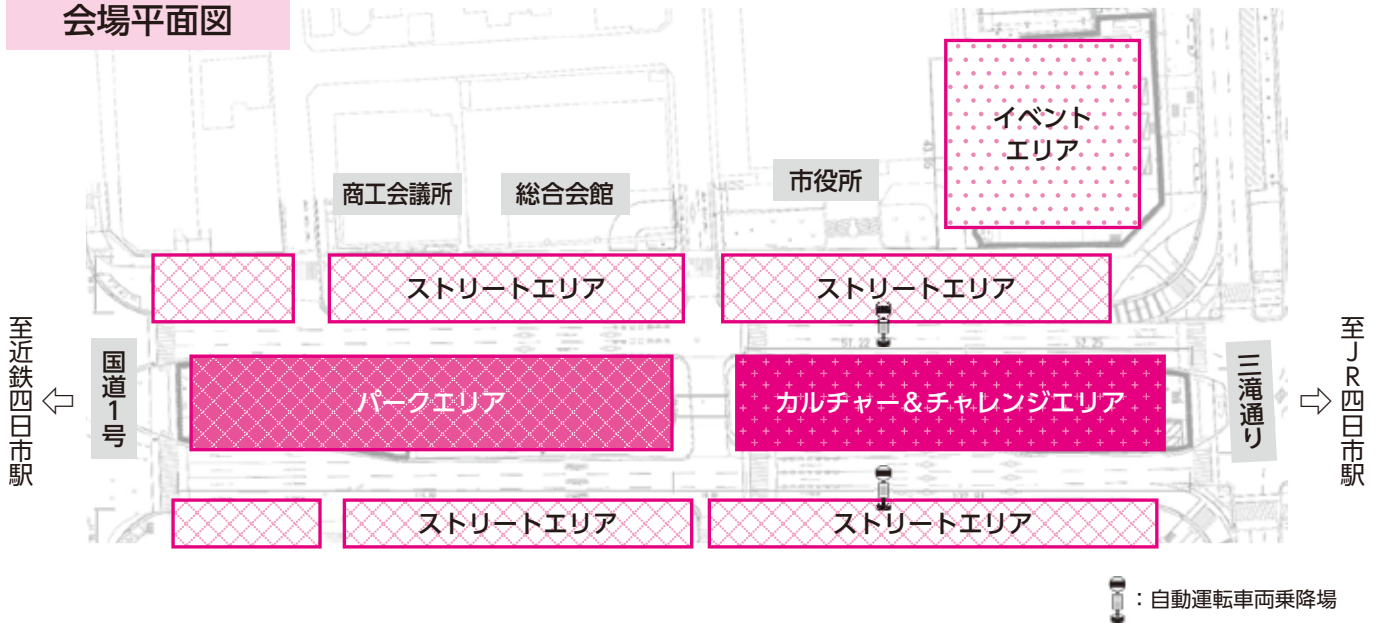 会場平面図
イベント
エリア
商工会議所
総合会館
市役所
ストリートエリア
ストリートエリア
57.22
52.25
至近鉄四日市駅
国道1号
パークエリア
カルチャー&チャレンジエリア
三滝通り
至JR四日市駅
ストリートエリア
ストリートエリア
:自動運転車両乗降場